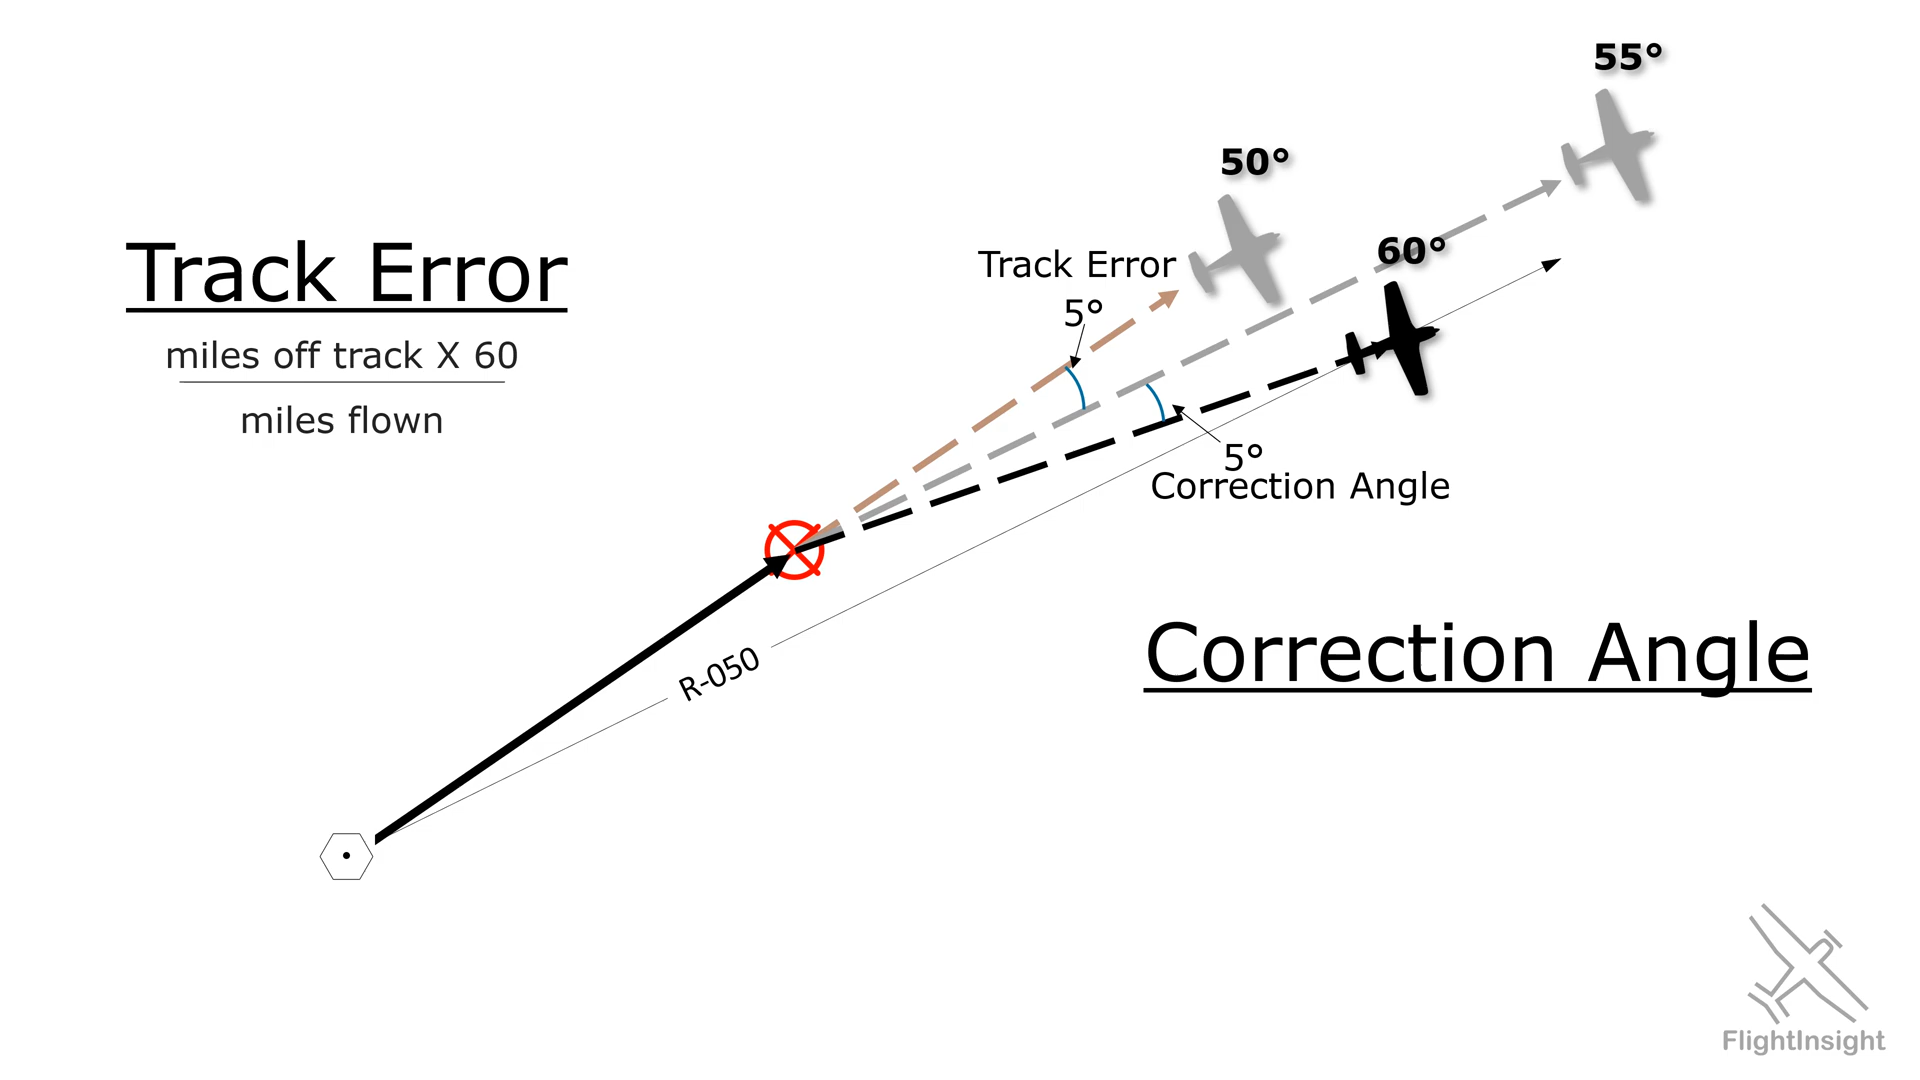 55°
50°
60°
Track Error
miles off track X 60
miles flown
Track Error
5°
5°
Correction Angle
R-050
Correction Angle
FlightInsight